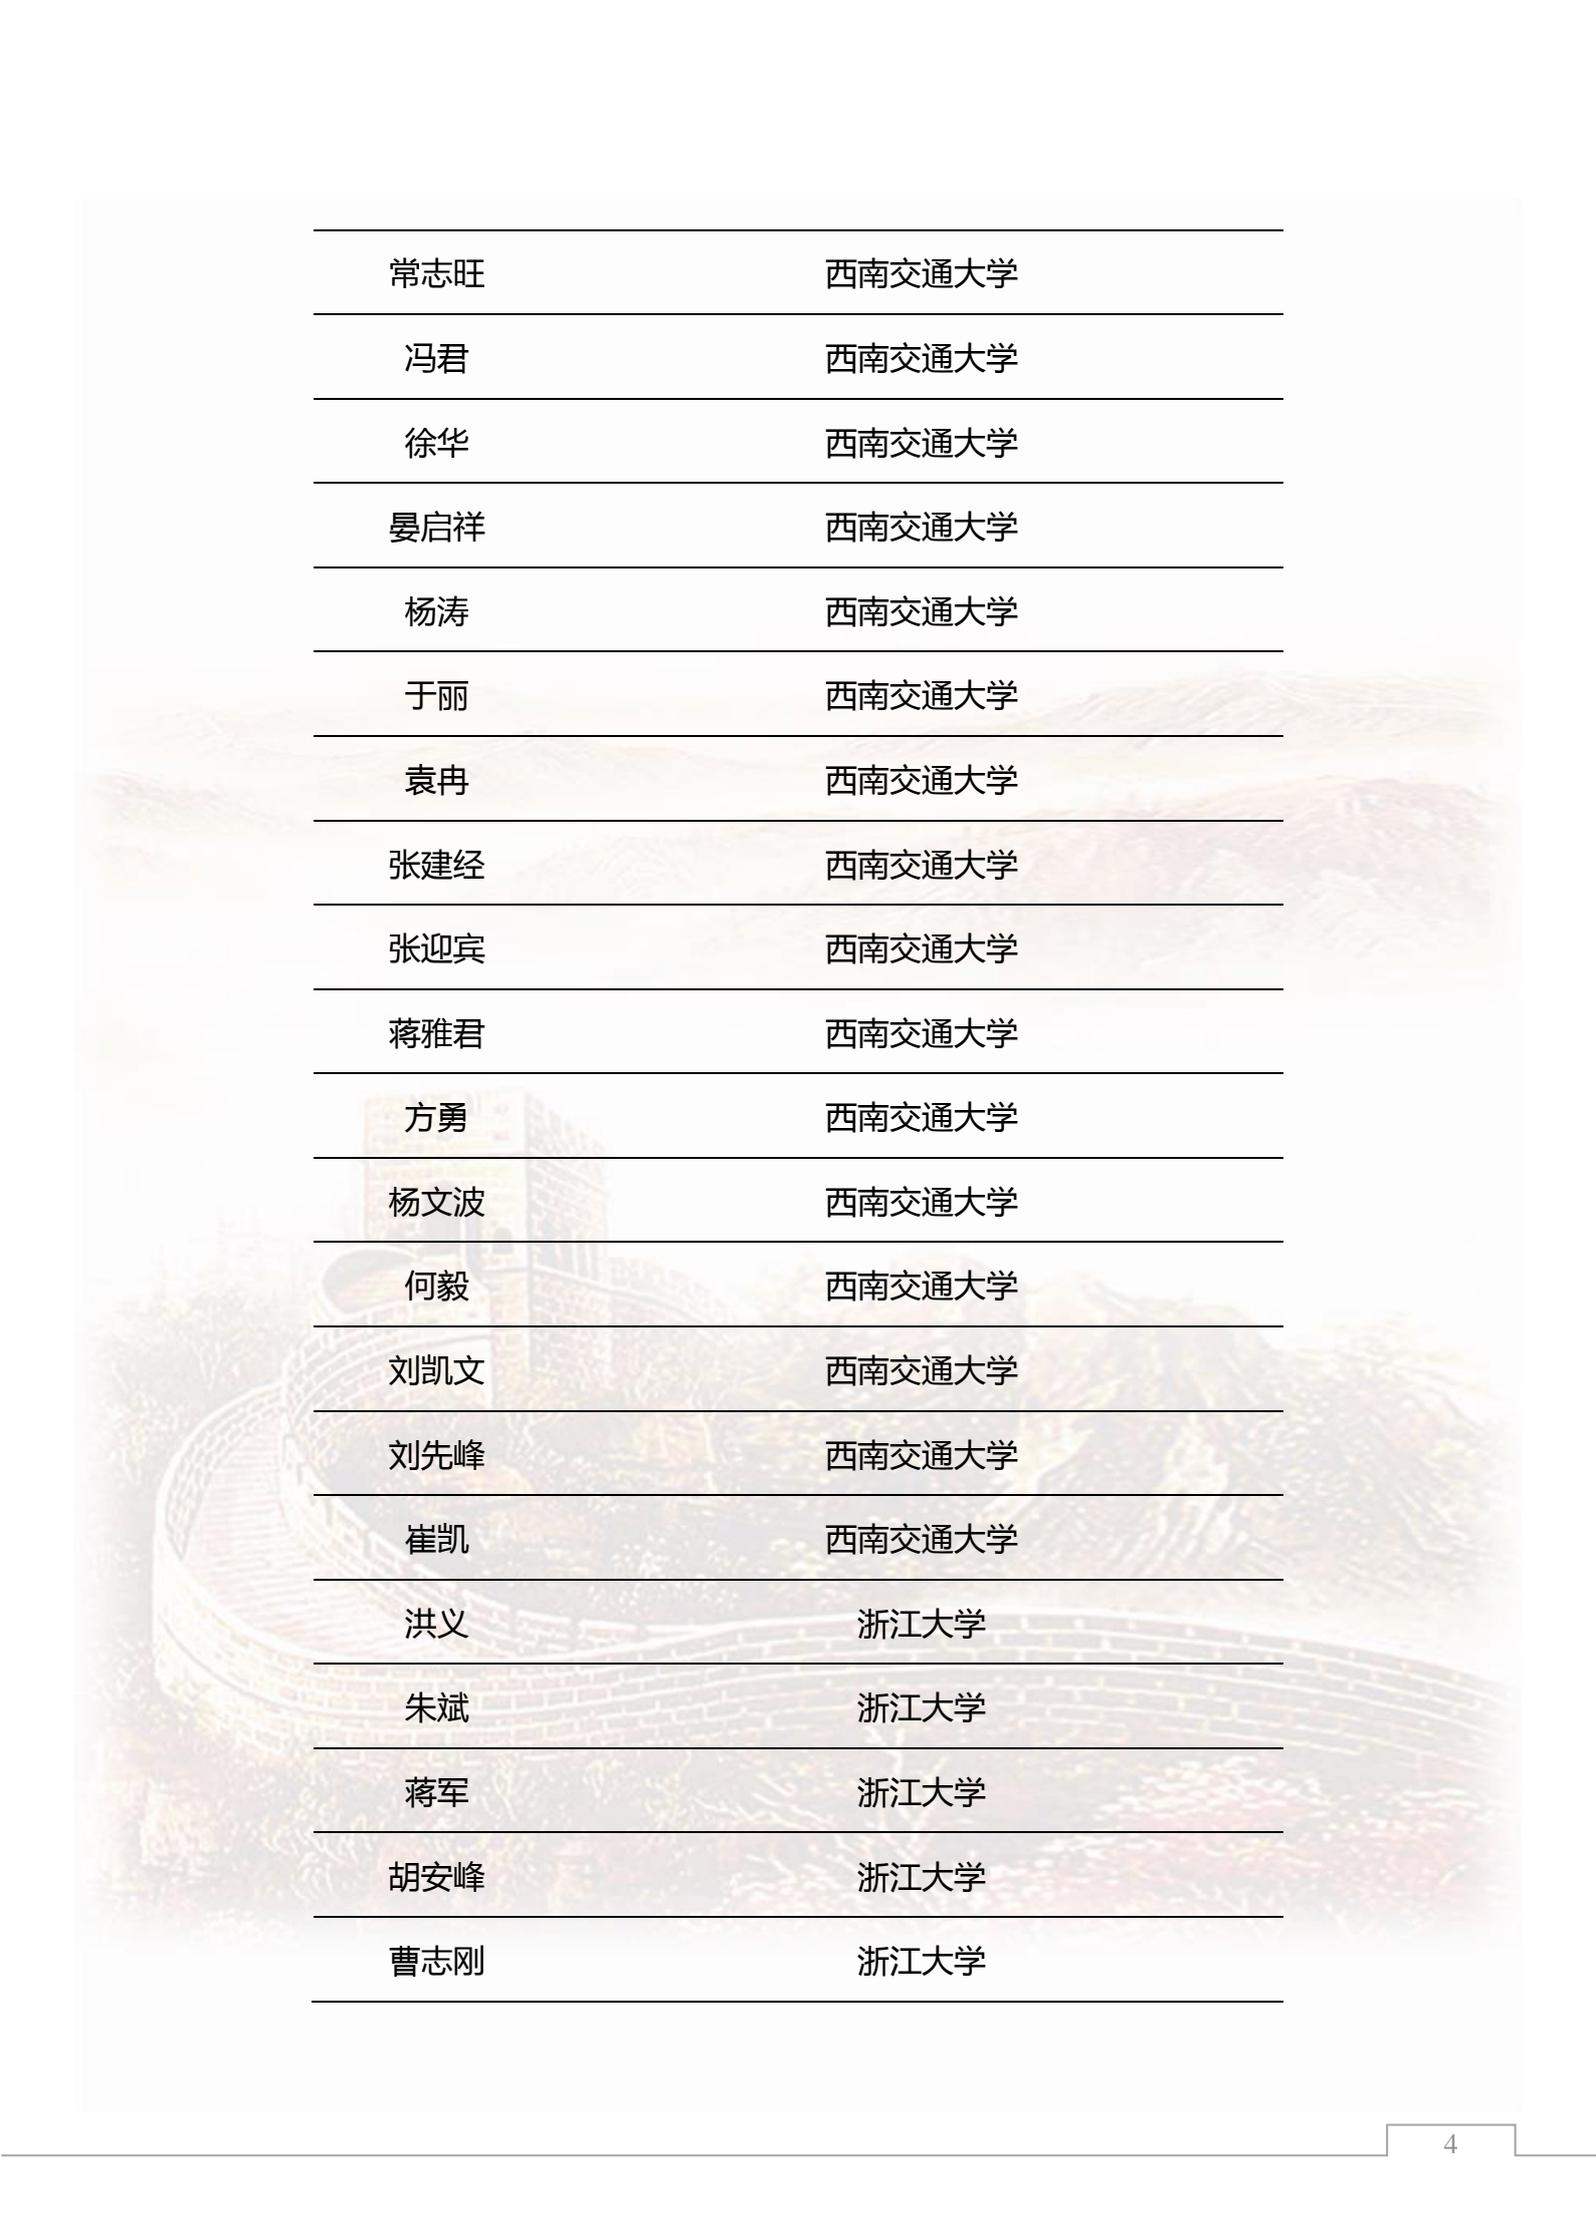 常志旺 西南交通大学
冯君 西南交通大学
徐华 西南交通大学
晏启祥 西南交通大学
杨涛 西南交通大学
于丽 西南交通大学
袁冉 西南交通大学
张建经 西南交通大学
张迎宾 西南交通大学
蒋雅君 西南交通大学
方勇 西南交通大学
杨文波 西南交通大学
何毅 西南交通大学
刘凯文 西南交通大学
刘先峰 西南交通大学
崔凯 西南交通大学
洪义 浙江大学
朱斌 浙江大学
蒋军 浙江大学
胡安峰 浙江大学
曹志刚 浙江大学
4